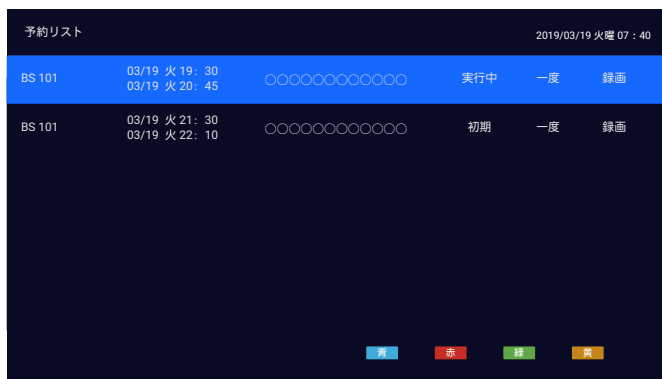 予約リスト 2019/03/19 火曜 07 : 40
BS 101 03/19 火 19: 30 03/19 火 20: 45 〇〇〇〇〇〇〇〇〇〇〇〇 実行中 一度 録画
BS 101 03/19 火 21: 30 03/19 火 22: 10 〇〇〇〇〇〇〇〇〇〇〇〇 初期 一度 録画
青 赤 緑 黄